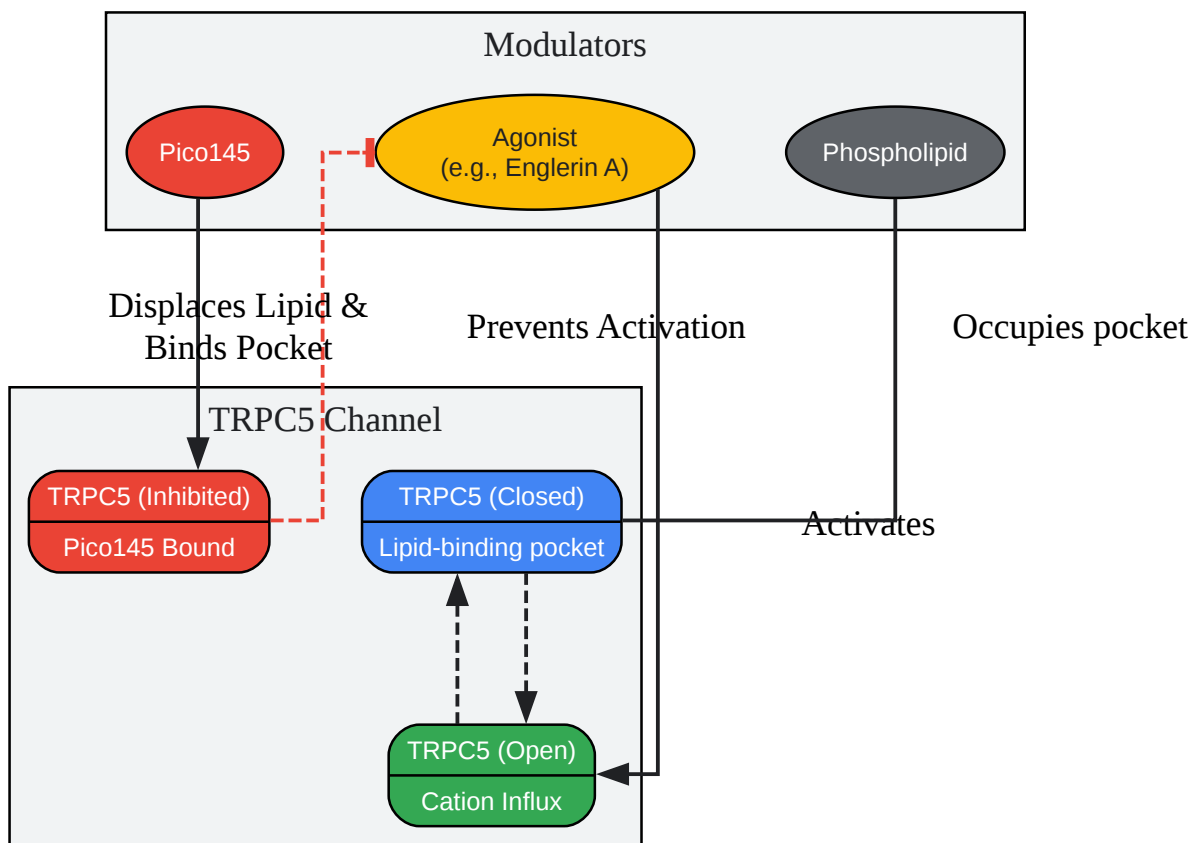 Modulators
Pico145
Agonist
(e.g., Englerin A)
Phospholipid
Displaces Lipid &
Binds Pocket
Prevents Activation
Occupies pocket
TRPC5 Channel
TRPC5 (Inhibited)
Pico145 Bound
TRPC5 (Closed)
Lipid-binding pocket
Activates
TRPC5 (Open)
Cation Influx